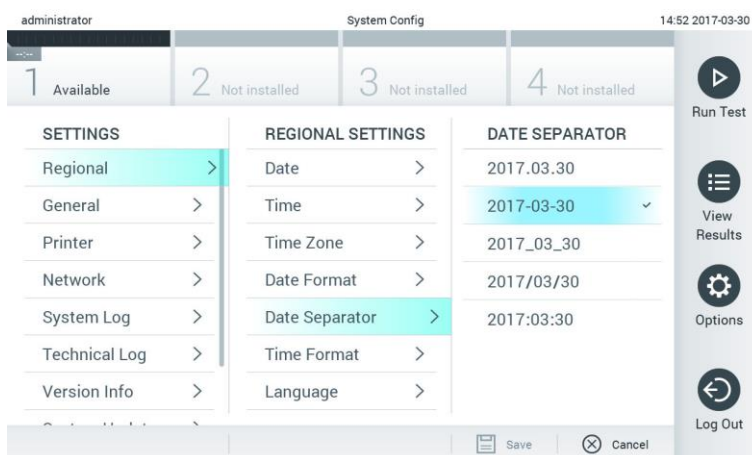 administrator System Config 14:52 2017-03-30
--:--
1 Available 2 Not installed 3 Not installed 4 Not installed
Run Test
SETTINGS REGIONAL SETTINGS DATE SEPARATOR
Regional Date 2017.03.30
General Time 2017-03-30
View
Results
Printer Time Zone 2017_03_30
Network Date Format 2017/03/30
System Log Date Separator 2017:03:30
Options
Technical Log Time Format
Version Info Language
Log Out
Save Cancel